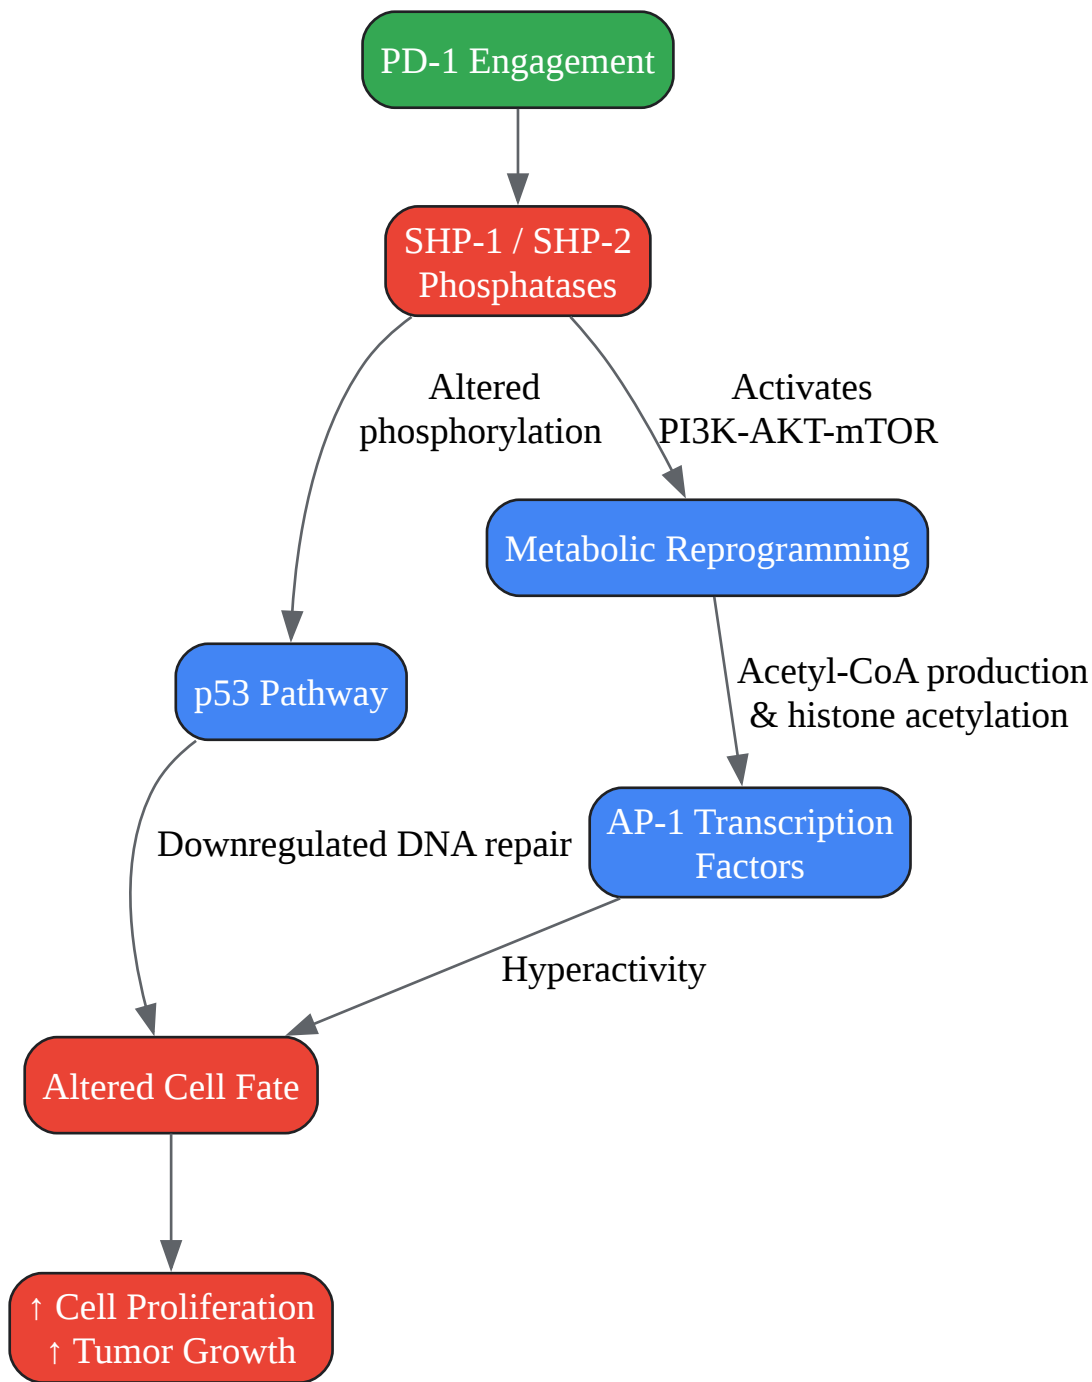 PD-1 Engagement
SHP-1 / SHP-2
Phosphatases
Altered
phosphorylation
Activates
PI3K-AKT-mTOR
Metabolic Reprogramming
p53 Pathway
Acetyl-CoA production
& histone acetylation
Downregulated DNA repair
AP-1 Transcription
Factors
Hyperactivity
Altered Cell Fate
↑ Cell Proliferation
↑ Tumor Growth